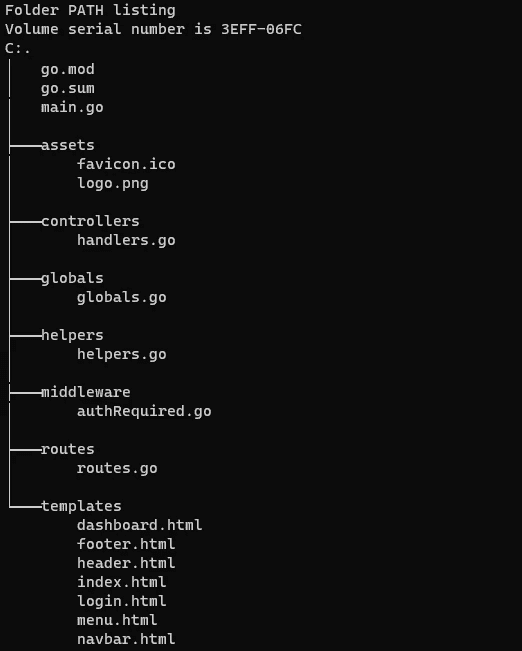 Folder PATH listing
Volume serial number is 3EFF-06FC
C:.
│   go.mod
│   go.sum
│   main.go
│
├───assets
│       favicon.ico
│       logo.png
│
├───controllers
│       handlers.go
│
├───globals
│       globals.go
│
├───helpers
│       helpers.go
│
├───middleware
│       authRequired.go
│
├───routes
│       routes.go
│
└───templates
        dashboard.html
        footer.html
        header.html
        index.html
        login.html
        menu.html
        navbar.html